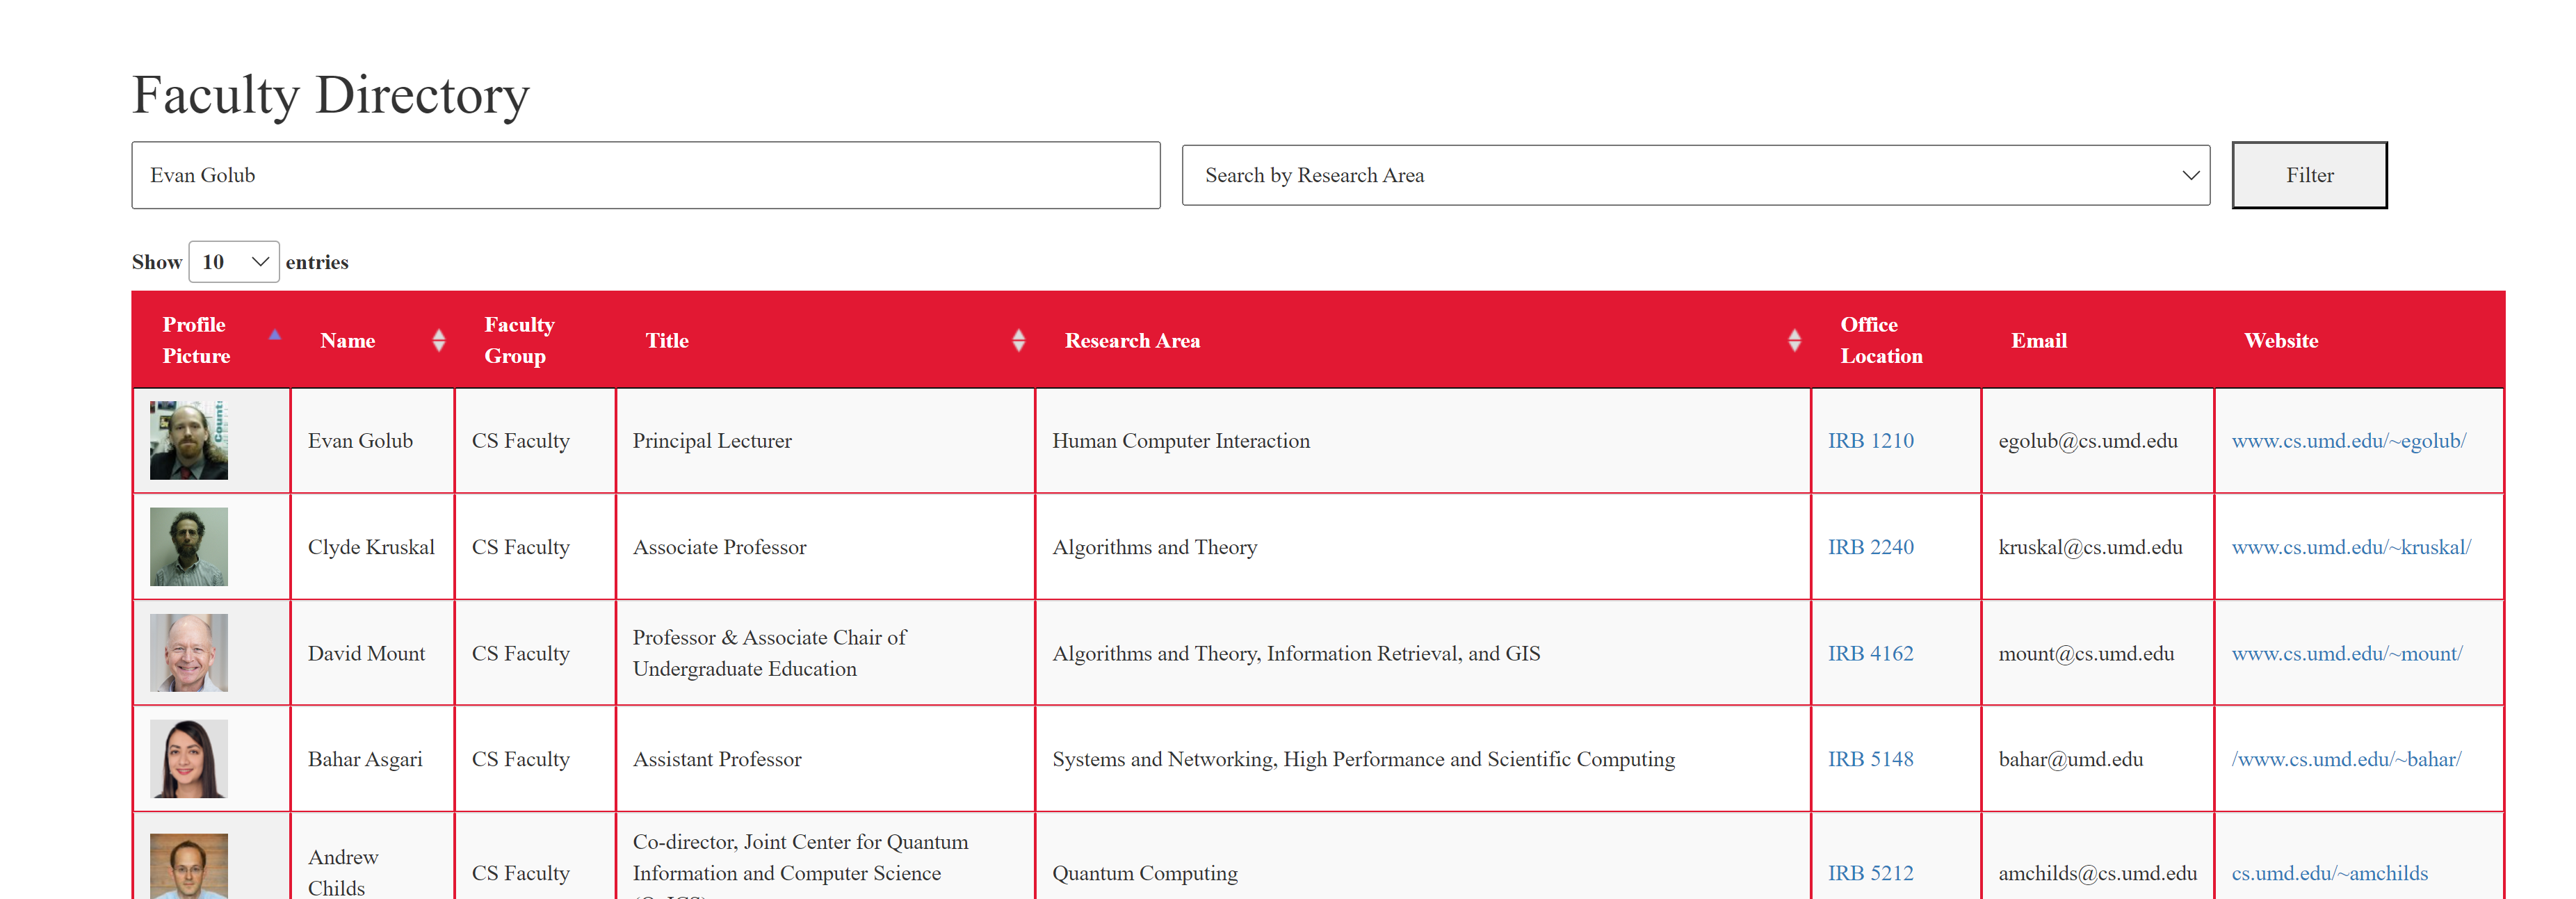 Faculty Directory
Evan Golub
Search by Research Area
Filter
Show 10 entries
Profile Picture
Name
Faculty Group
Title
Research Area
Office Location
Email
Website
Count
Evan Golub
CS Faculty
Principal Lecturer
Human Computer Interaction
IRB 1210
egolub@cs.umd.edu
www.cs.umd.edu/~egolub/
Clyde Kruskal
CS Faculty
Associate Professor
Algorithms and Theory
IRB 2240
kruskal@cs.umd.edu
www.cs.umd.edu/~kruskal/
David Mount
CS Faculty
Professor & Associate Chair of
Undergraduate Education
Algorithms and Theory, Information Retrieval, and GIS
IRB 4162
mount@cs.umd.edu
www.cs.umd.edu/~mount/
Bahar Asgari
CS Faculty
Assistant Professor
Systems and Networking, High Performance and Scientific Computing
IRB 5148
bahar@umd.edu
/www.cs.umd.edu/~bahar/
Andrew
Childs
CS Faculty
Co-director, Joint Center for Quantum
Information and Computer Science
Quantum Computing
IRB 5212
amchilds@cs.umd.edu
cs.umd.edu/~amchilds